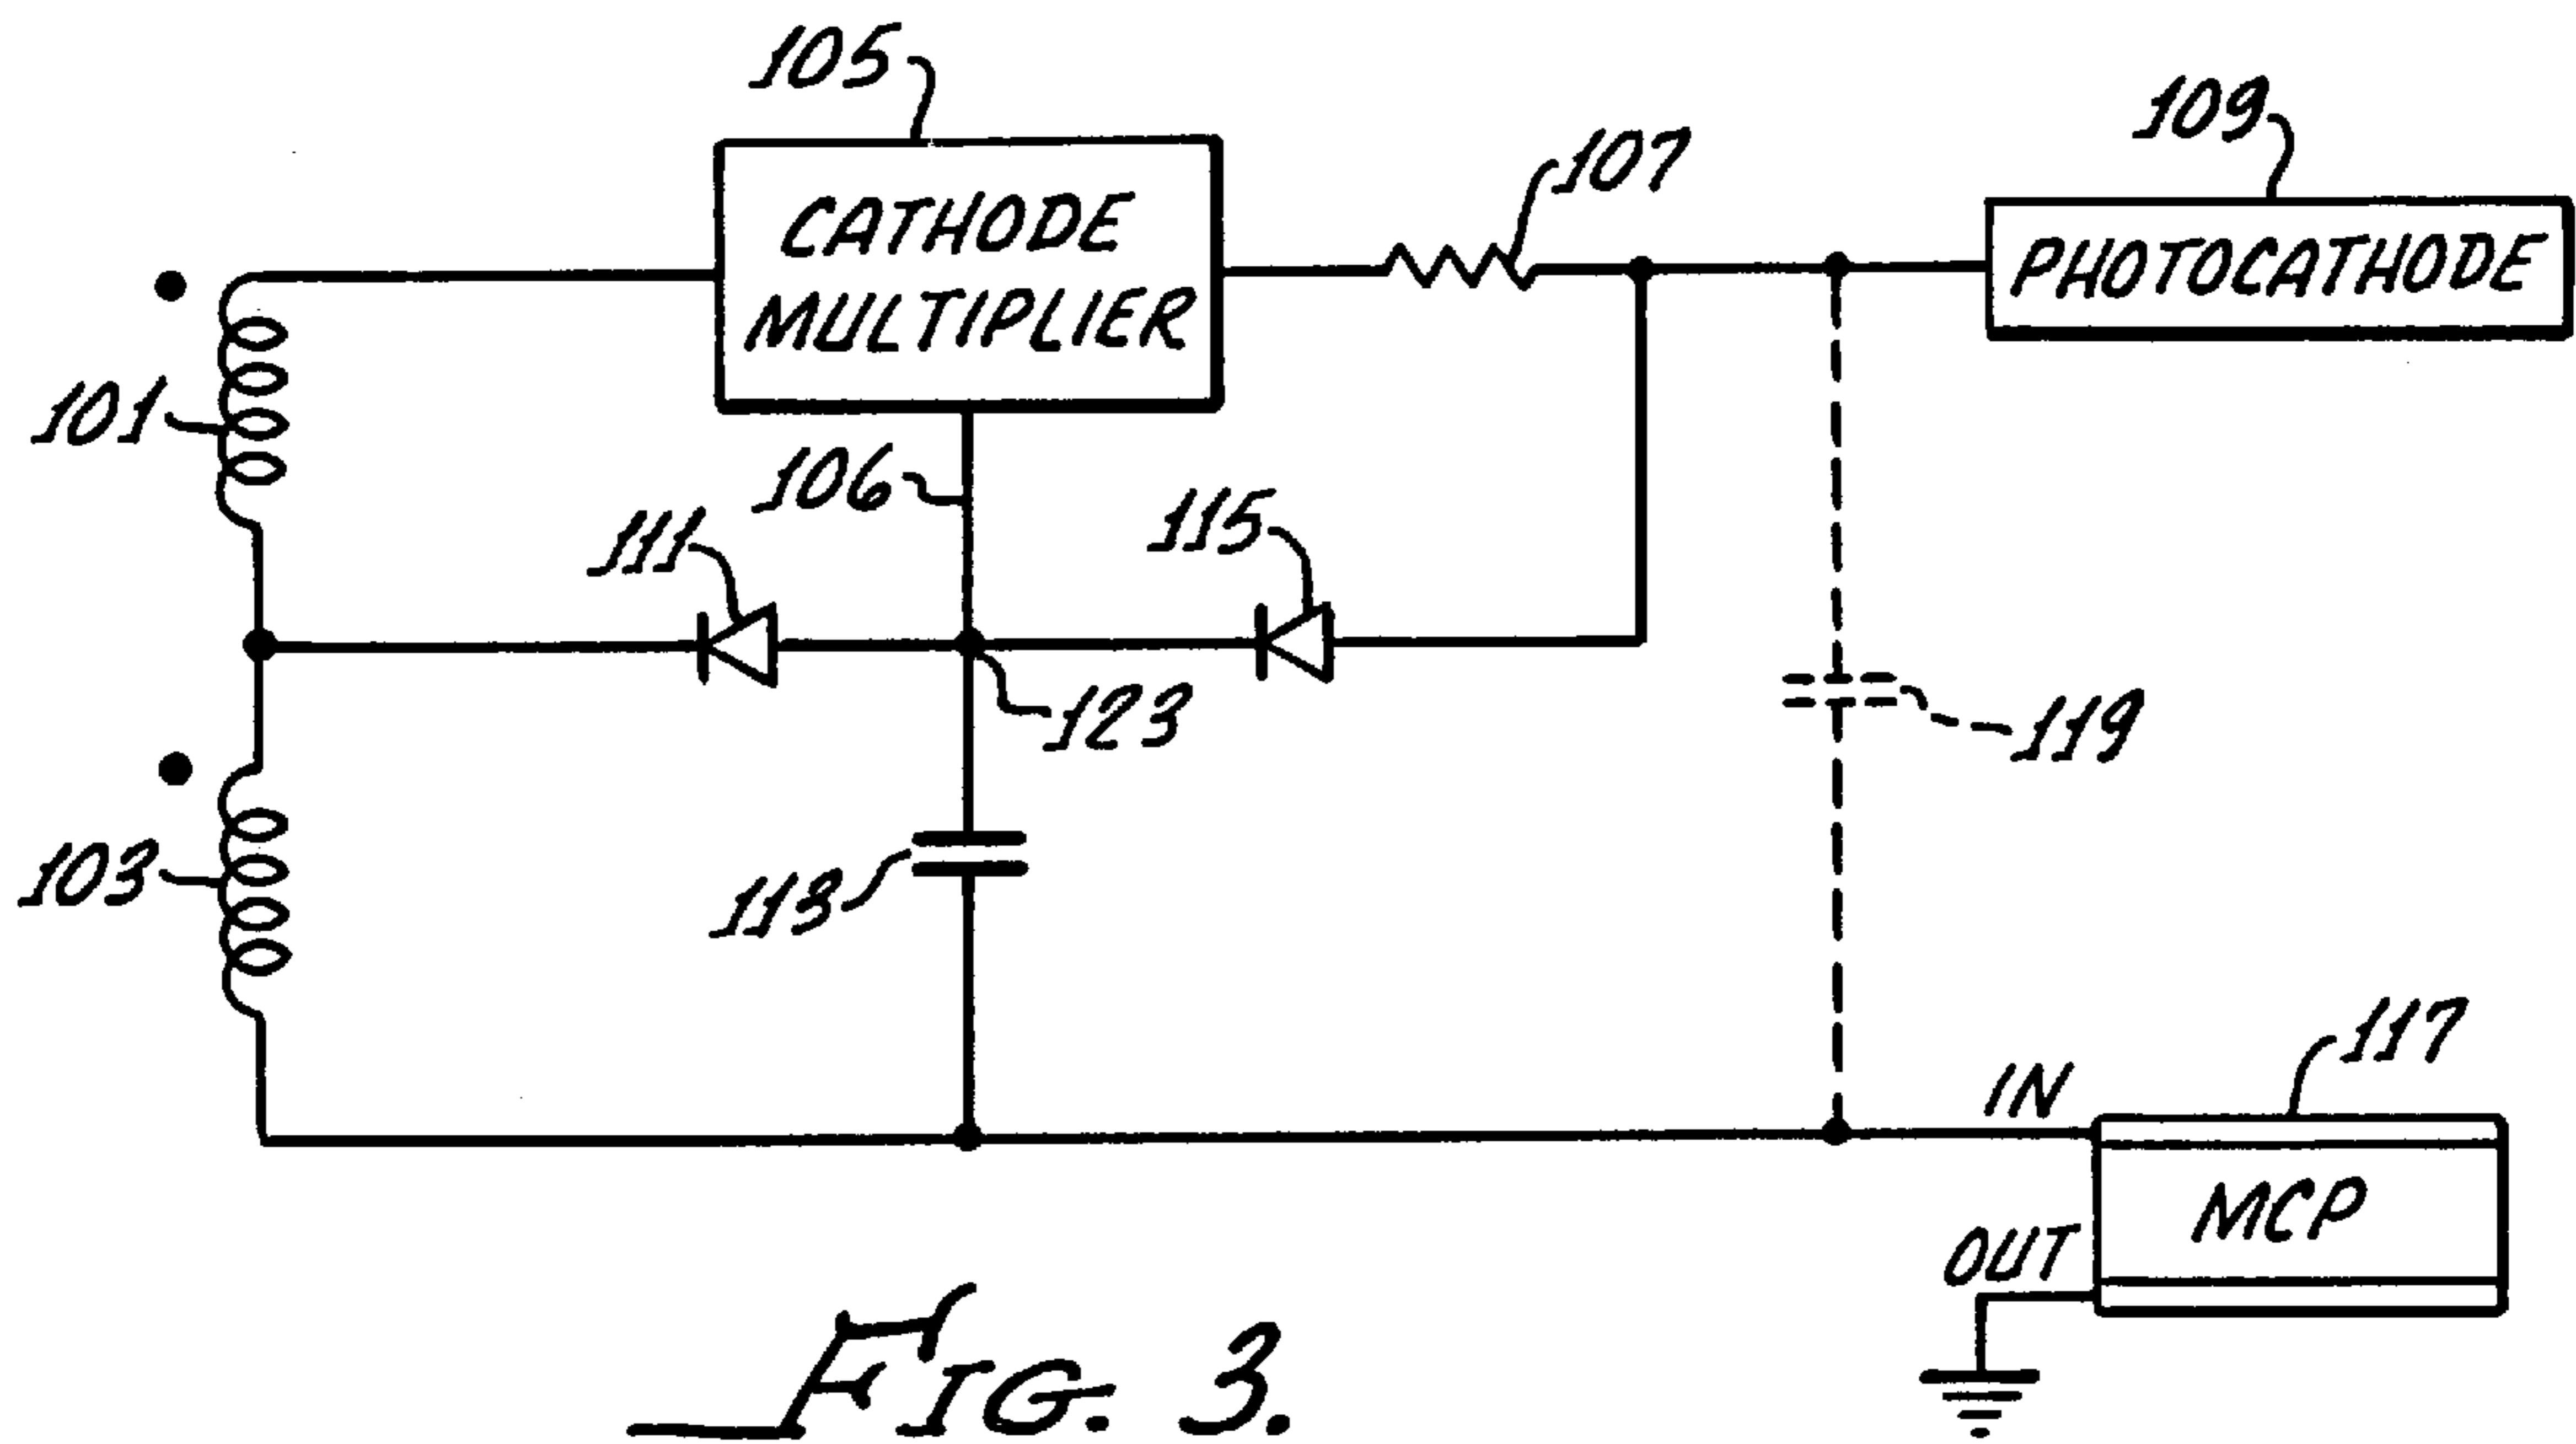 105
109
107
CATHODE
MULTIPLIER
PHOTOCATHODE
101
106
111
115
123
119
103
113
117
IN
MCP
OUT
FIG. 3.